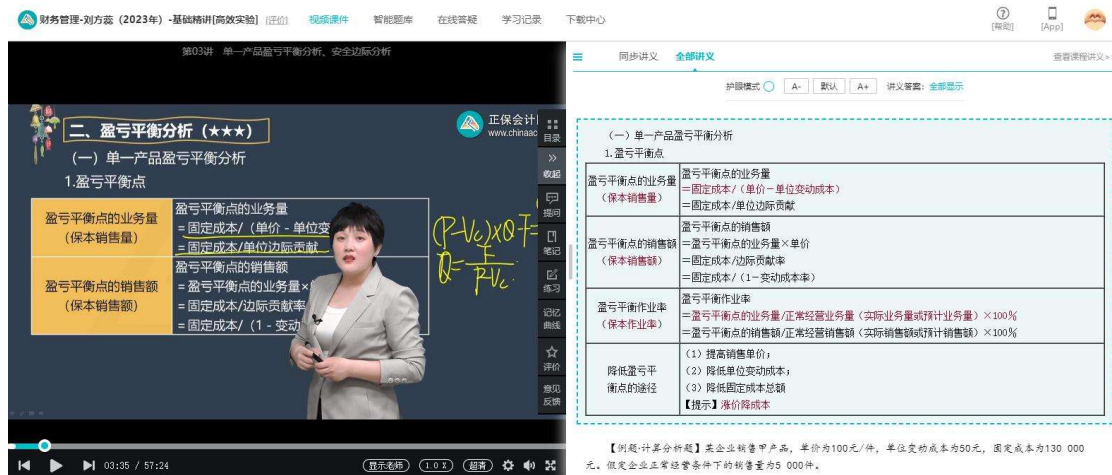 财务管理-刘方蕊（2023年）-基础精讲[高效实验] [评价] 视频课件 智能题库 在线答疑 学习记录 下载中心
[帮助] [App]
第03讲 单一产品盈亏平衡分析、安全边际分析
二、盈亏平衡分析（★★★）
正保会计
www.chinaac
（一）单一产品盈亏平衡分析
1.盈亏平衡点
盈亏平衡点的业务量
（保本销售量）
盈亏平衡点的业务量
=固定成本/（单价-单位变
=固定成本/单位边际贡献
盈亏平衡点的销售额
（保本销售额）
盈亏平衡点的销售额
=盈亏平衡点的业务量×
=固定成本/边际贡献率
=固定成本/（1-变动
(P-Vc)×Q-F=
Q=F/P-Vc
目录
收起
提问
笔记
练习
记忆
曲线
评价
意见
反馈
03:35 / 57:24
显示老师 1.0 X 超清
同步讲义 全部讲义 查看课程讲义>
护眼模式 A- 默认 A+ 讲义答案：全部显示
（一）单一产品盈亏平衡分析
1.盈亏平衡点
盈亏平衡点的业务量
（保本销售量）
盈亏平衡点的业务量
=固定成本/（单价-单位变动成本）
=固定成本/单位边际贡献
盈亏平衡点的销售额
（保本销售额）
盈亏平衡点的销售额
=盈亏平衡点的业务量×单价
=固定成本/边际贡献率
=固定成本/（1-变动成本率）
盈亏平衡作业率
（保本作业率）
盈亏平衡作业率
=盈亏平衡点的业务量/正常经营业务量（实际业务量或预计业务量）×100%
=盈亏平衡点的销售额/正常经营销售额（实际销售额或预计销售额）×100%
降低盈亏平
衡点的途径
（1）提高销售单价；
（2）降低单位变动成本；
（3）降低固定成本总额
【提示】涨价降成本
【例题·计算分析题】某企业销售甲产品，单价为100元/件，单位变动成本为50元，固定成本为130 000
元。假定企业正常经营条件下的销售量为5 000件。